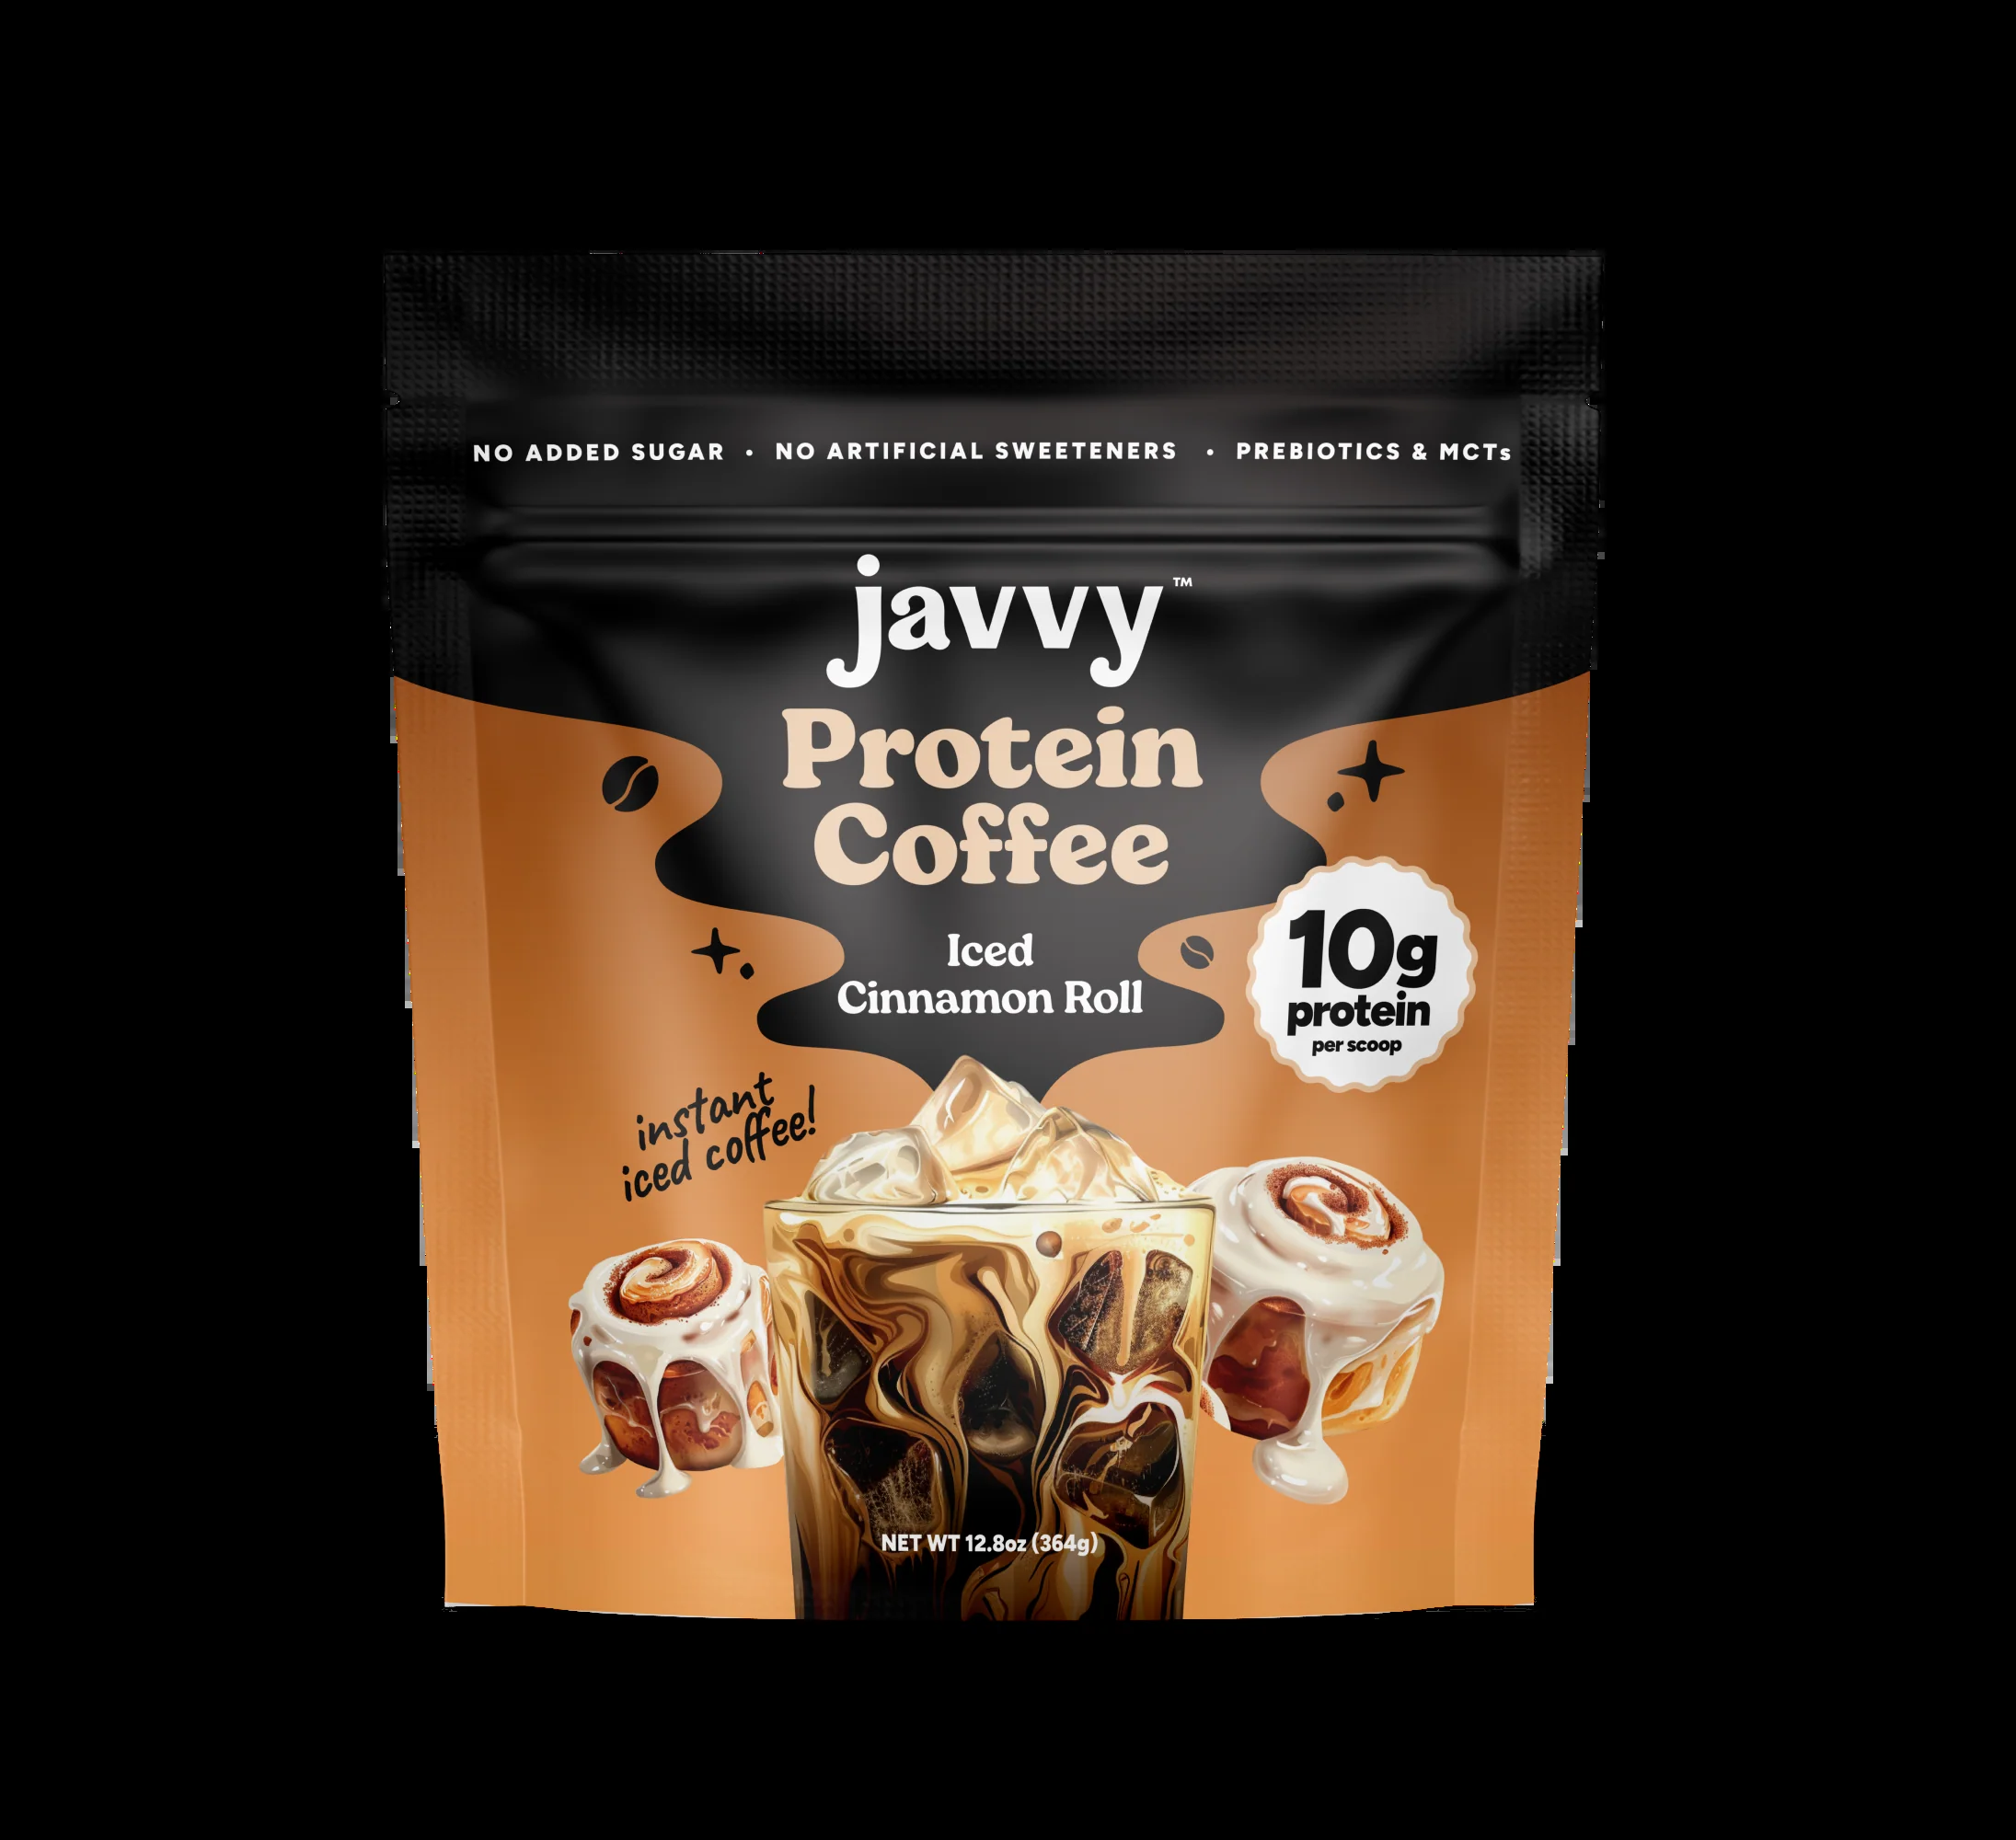 NO ADDED SUGAR • NO ARTIFICIAL SWEETENERS • PREBIOTICS & MCTs
javvy™
Protein
Coffee
Iced
Cinnamon Roll
10g
protein
per scoop
instant
iced coffee!
NET WT 12.8oz (364g)